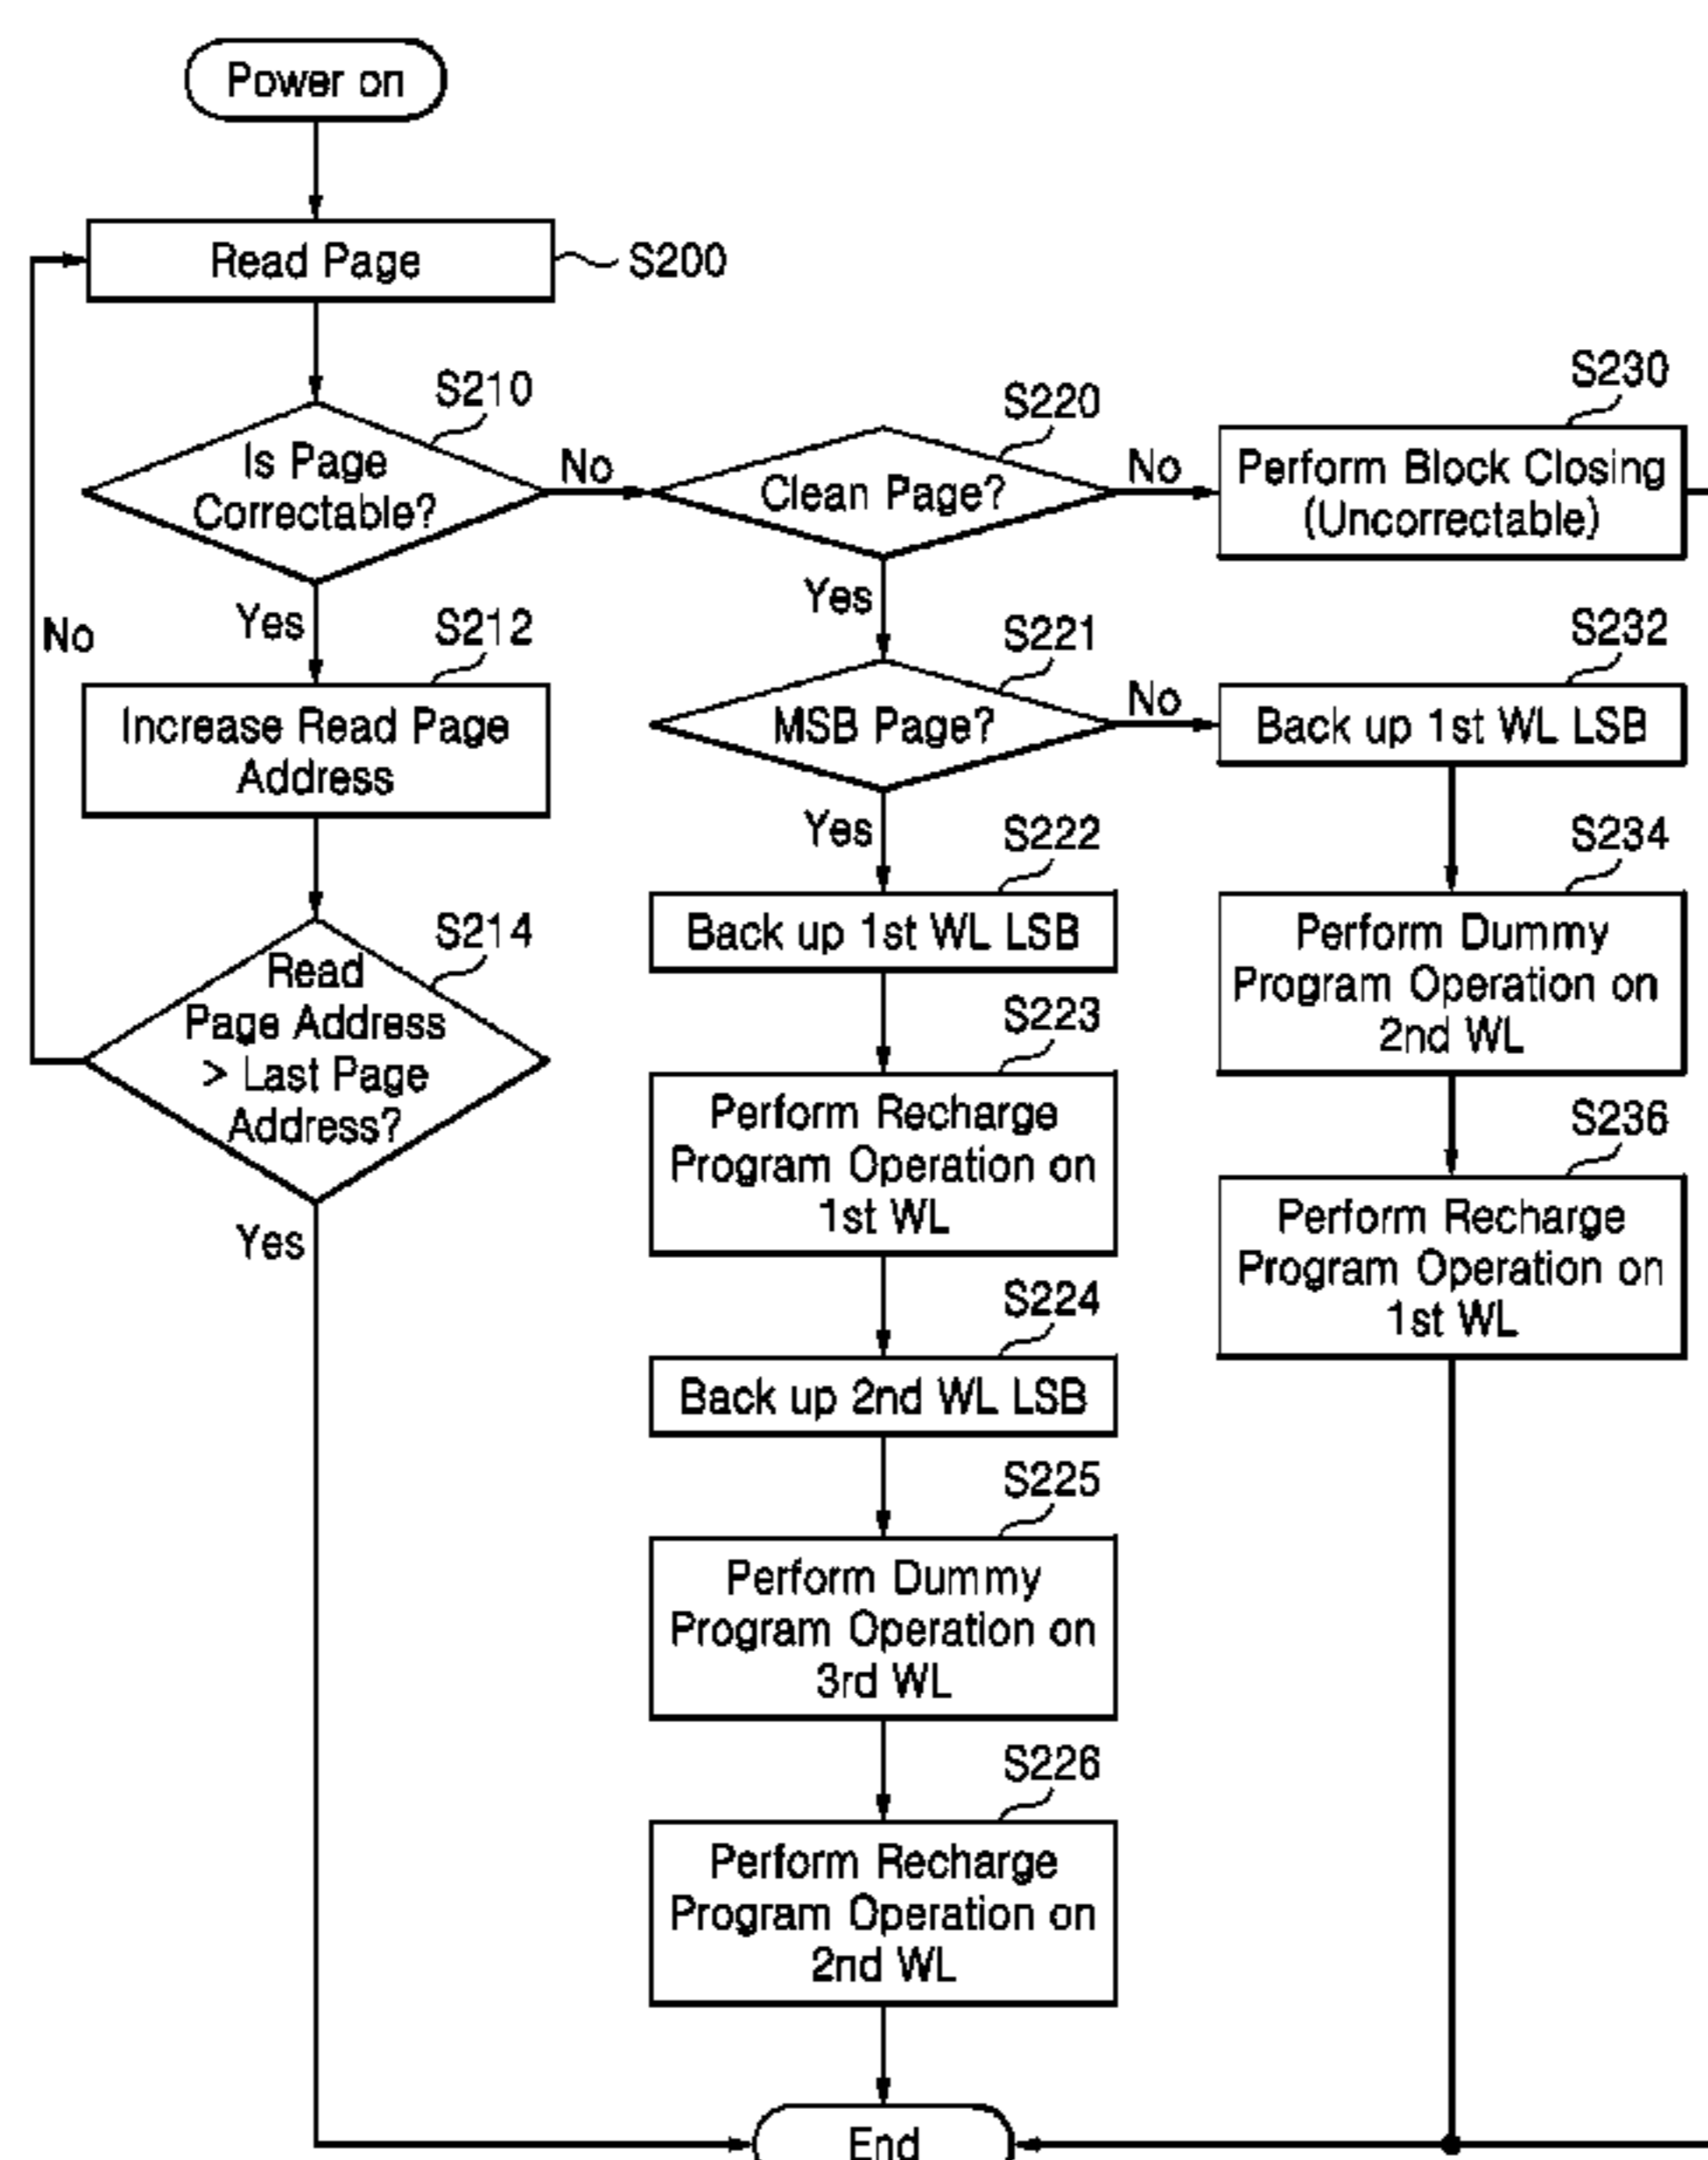 Power on
Read Page
S200
S210
Is Page
Correctable?
No
Yes
S212
Increase Read Page
Address
No
S214
Read
Page Address
> Last Page
Address?
Yes
S220
Clean Page?
No
Yes
S230
Perform Block Closing
(Uncorrectable)
S221
MSB Page?
No
Yes
S222
Back up 1st WL LSB
S223
Perform Recharge
Program Operation on
1st WL
S224
Back up 2nd WL LSB
S225
Perform Dummy
Program Operation on
3rd WL
S226
Perform Recharge
Program Operation on
2nd WL
S232
Back up 1st WL LSB
S234
Perform Dummy
Program Operation on
2nd WL
S236
Perform Recharge
Program Operation on
1st WL
End